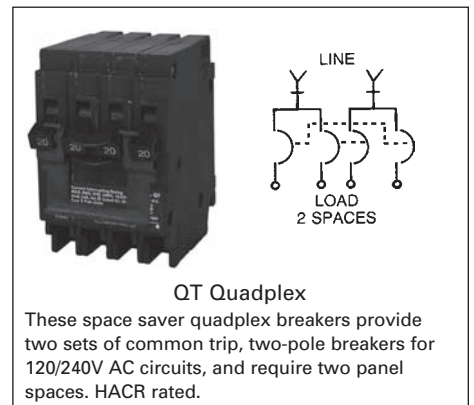 LINE
20
20
20
20
LOAD
2 SPACES
QT Quadplex
These space saver quadplex breakers provide
two sets of common trip, two-pole breakers for
120/240V AC circuits, and require two panel
spaces. HACR rated.